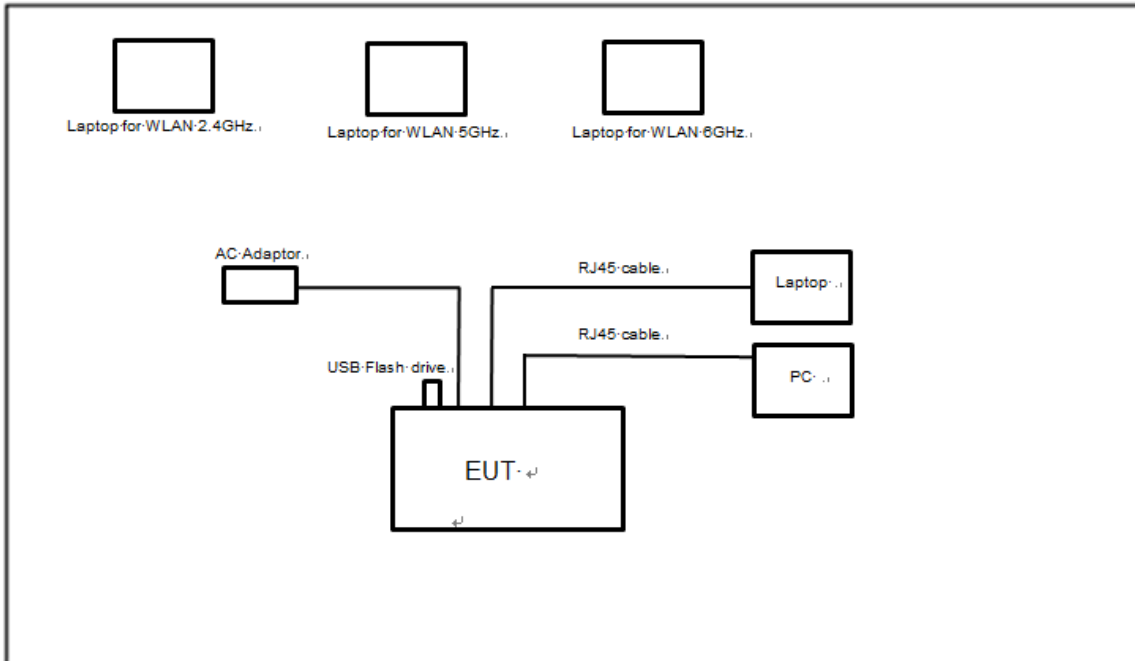 Laptop·for·WLAN·2.4GHz.
Laptop·for·WLAN·5GHz.
Laptop·for·WLAN·6GHz.
AC·Adaptor.
RJ45·cable.
Laptop· .
RJ45·cable.
USB·Flash·drive.
PC· .
EUT·↵
↵